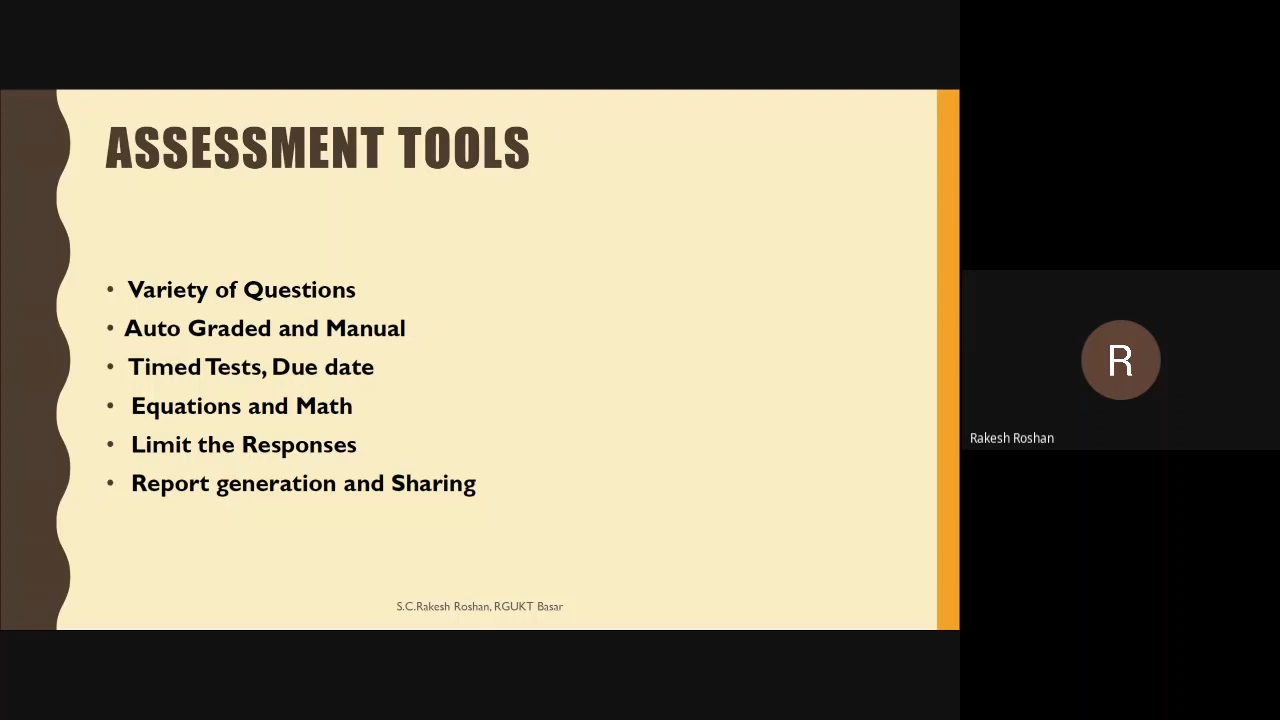 ASSESSMENT TOOLS
• Variety of Questions
• Auto Graded and Manual
• Timed Tests, Due date
• Equations and Math
• Limit the Responses
• Report generation and Sharing
S.C.Rakesh Roshan, RGUKT Basar
R
Rakesh Roshan